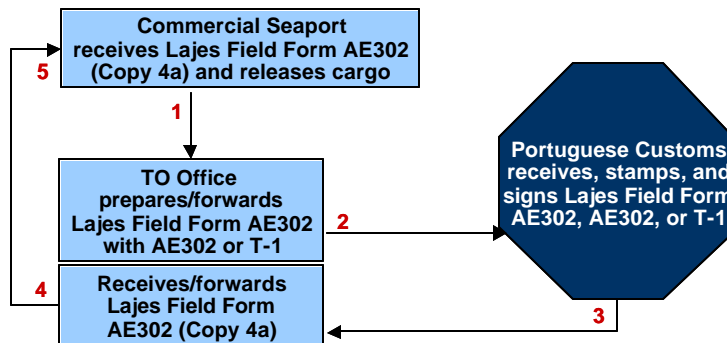 Commercial Seaport
receives Lajes Field Form AE302
(Copy 4a) and releases cargo
5
1
TO Office
prepares/forwards
Lajes Field Form AE302
with AE302 or T-1
2
Portuguese Customs
receives, stamps, and
signs Lajes Field Form
AE302, AE302, or T-1
Receives/forwards
Lajes Field Form
AE302 (Copy 4a)
4
3